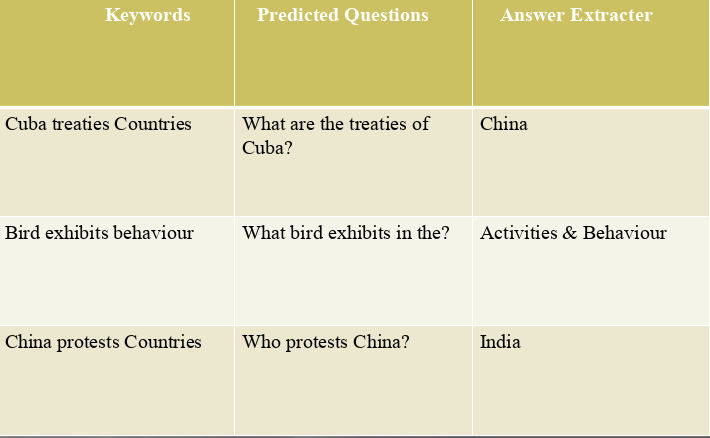 Keywords Predicted Questions Answer Extracter
Cuba treaties Countries What are the treaties of China
Cuba?
Bird exhibits behaviour What bird exhibits in the? Activities & Behaviour
China protests Countries Who protests China? India